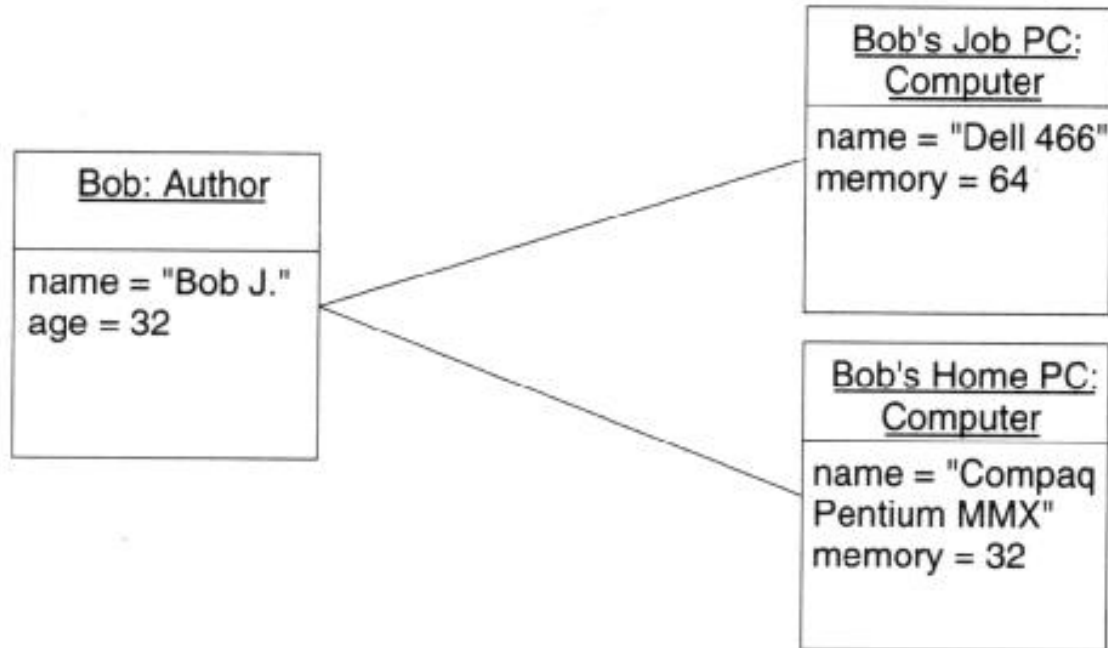 Bob: Author
name = "Bob J."
age = 32
Bob's Job PC:
Computer
name = "Dell 466"
memory = 64
Bob's Home PC:
Computer
name = "Compaq
Pentium MMX"
memory = 32